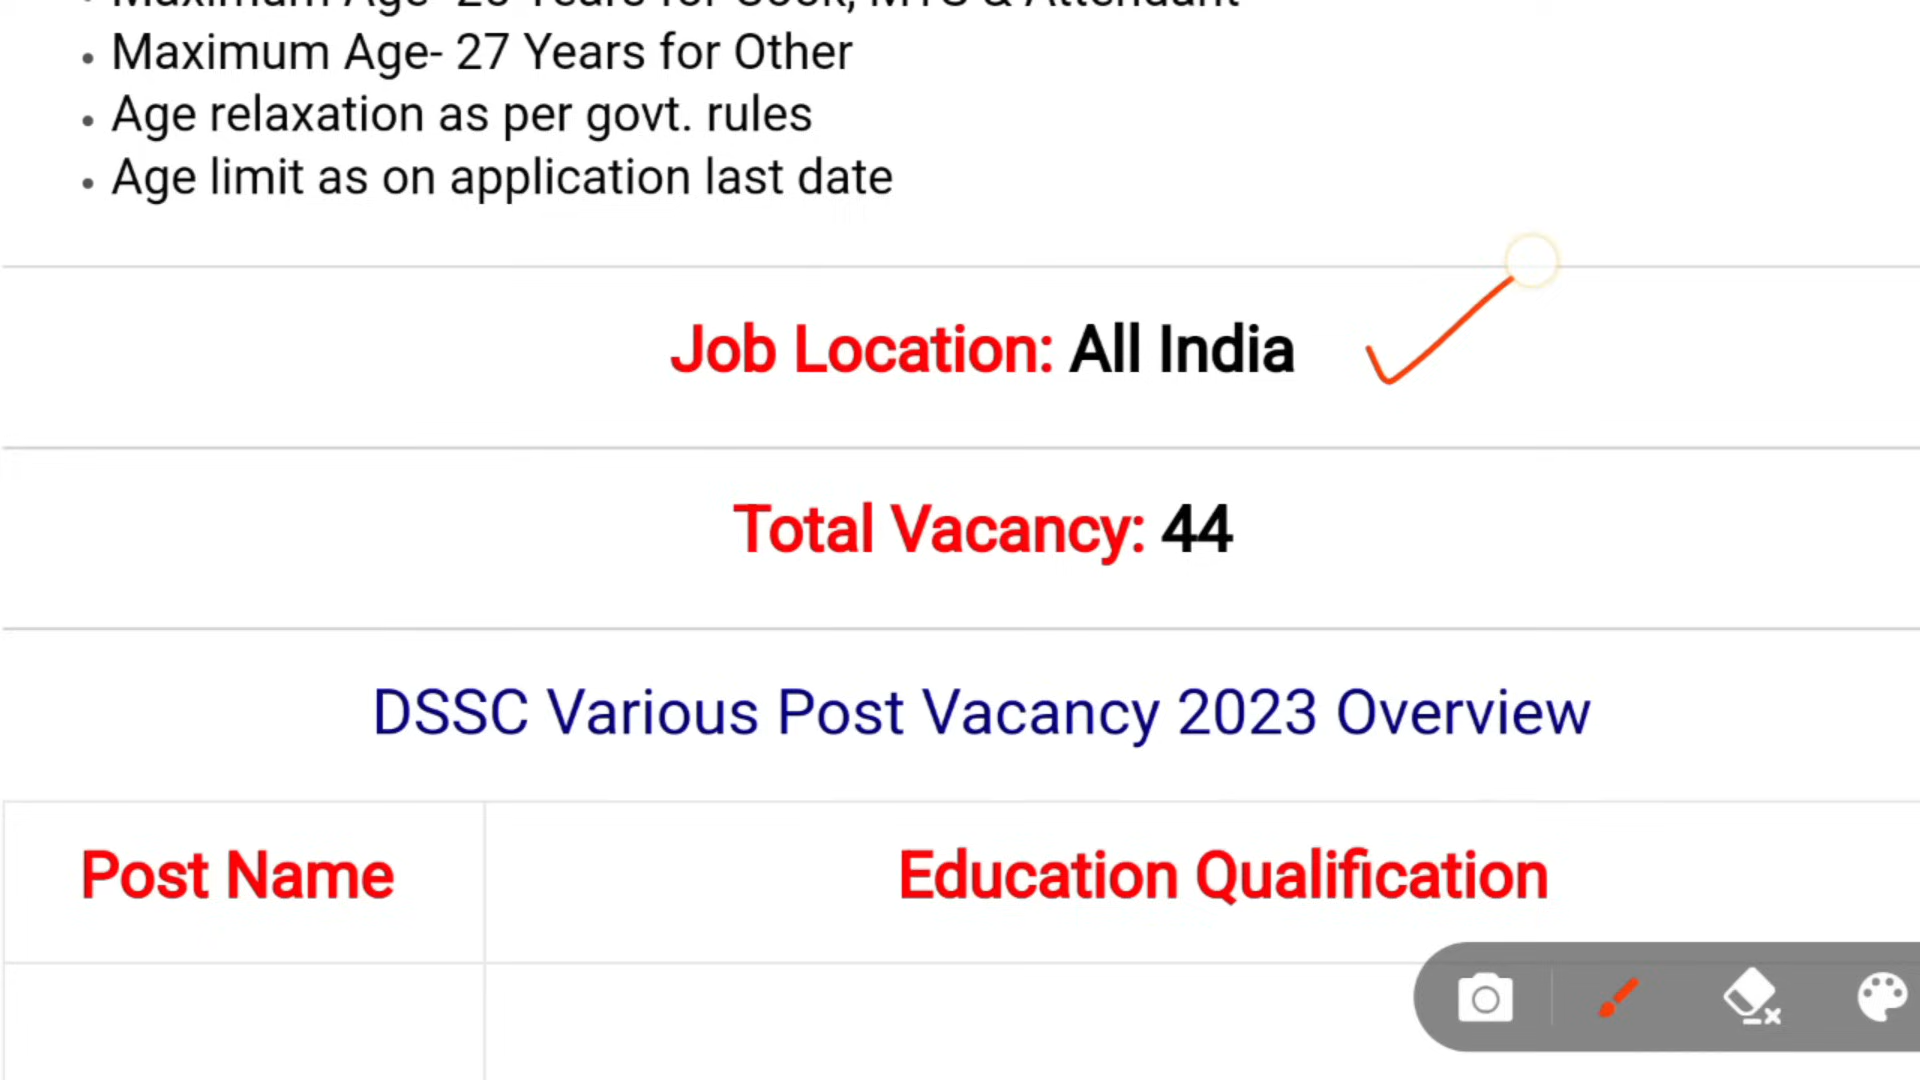 Maximum Age- 27 Years for Other
Age relaxation as per govt. rules
Age limit as on application last date
Job Location: All India
Total Vacancy: 44
DSSC Various Post Vacancy 2023 Overview
Post Name
Education Qualification